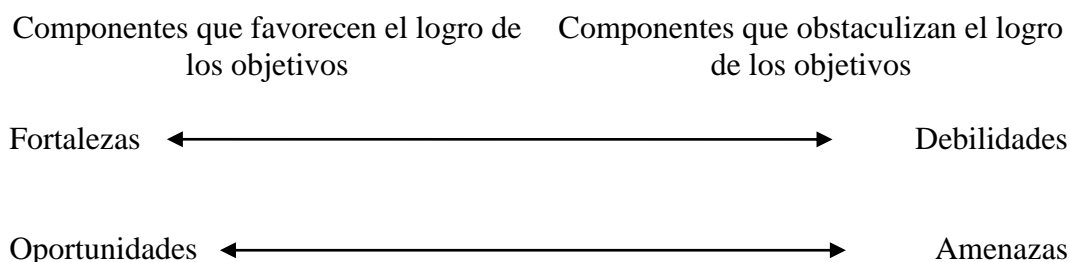 Componentes que favorecen el logro de
los objetivos
Componentes que obstaculizan el logro
de los objetivos
Fortalezas
Debilidades
Oportunidades
Amenazas